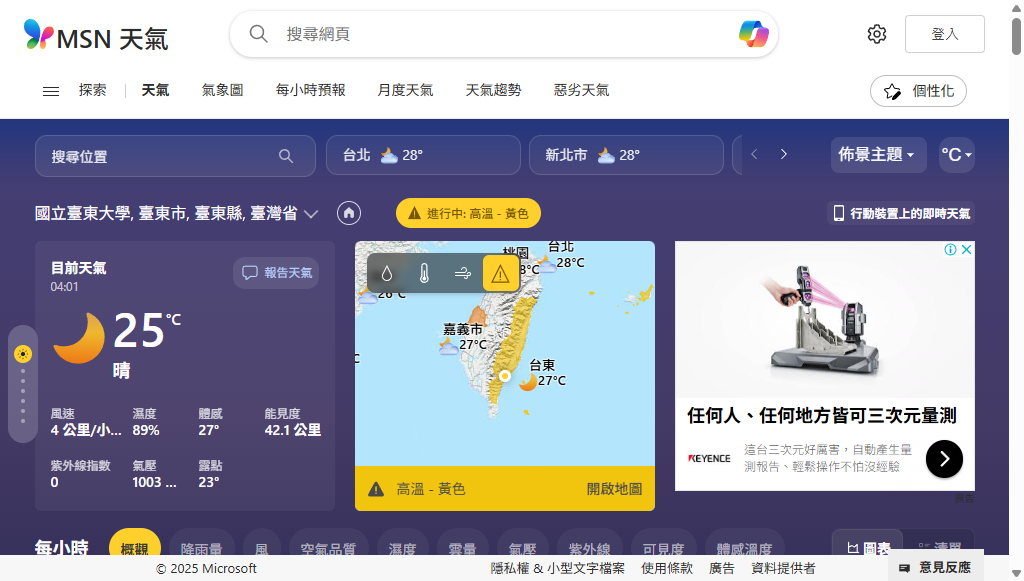 MSN 天氣
搜尋網頁
登入
探索
天氣
氣象圖
每小時預報
月度天氣
天氣趨勢
惡劣天氣
個性化
搜尋位置
台北 28°
新北市 28°
佈景主題
°C
國立臺東大學, 臺東市, 臺東縣, 臺灣省
進行中: 高溫 - 黃色
行動裝置上的即時天氣
目前天氣
04:01
報告天氣
25°C
晴
風速
4 公里/小...
濕度
89%
體感
27°
能見度
42.1 公里
紫外線指數
0
氣壓
1003 ...
露點
23°
桃園
8°C
台北
28°C
26°C
嘉義市
27°C
台東
27°C
高溫 - 黃色
開啟地圖
任何人、任何地方皆可三次元量測
KEYENCE
這台三次元好厲害，自動產生量
測報告、輕鬆操作不怕沒經驗
廣告
每小時
概觀
降雨量
風
空氣品質
濕度
雲量
氣壓
紫外線
可見度
體感溫度
圖表
清單
© 2025 Microsoft
隱私權 & 小型文字檔案
使用條款
廣告
資料提供者
意見反應